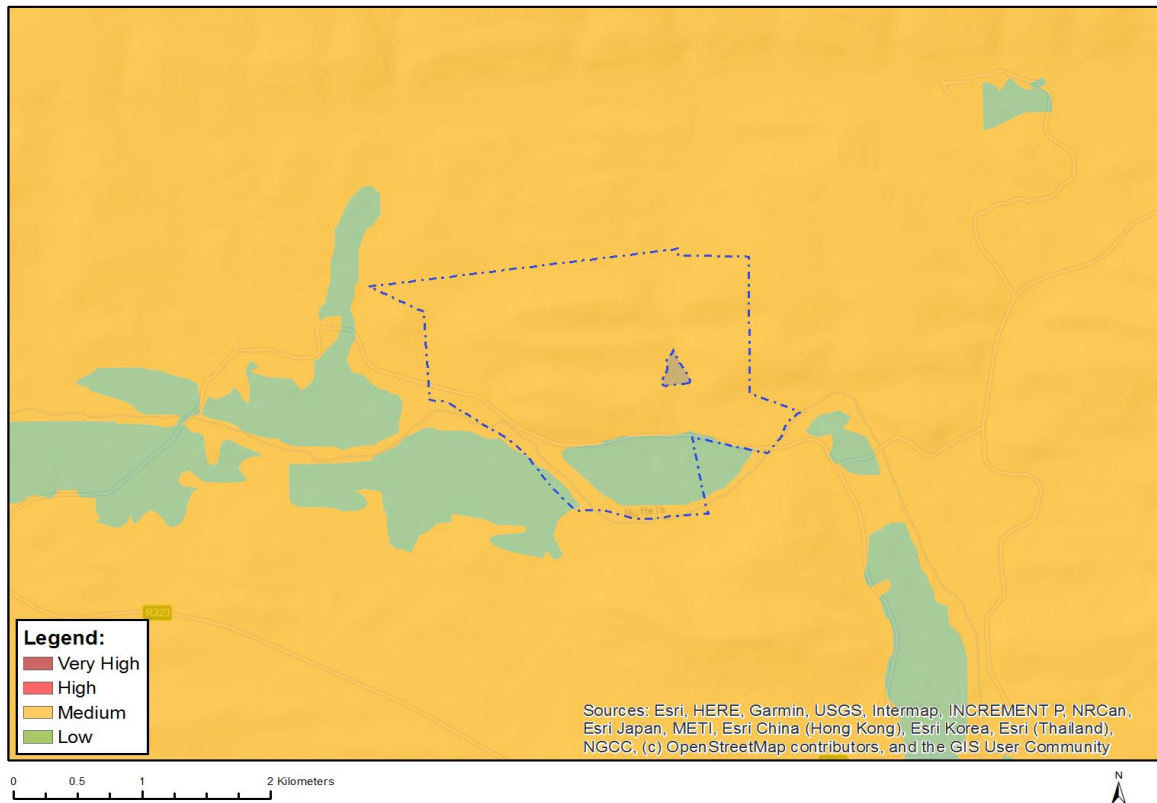 Buffels
R323
Legend:
Very High
High
Medium
Low
Sources: Esri, HERE, Garmin, USGS, Intermap, INCREMENT P, NRCan,
Esri Japan, METI, Esri China (Hong Kong), Esri Korea, Esri (Thailand),
NGCC, (c) OpenStreetMap contributors, and the GIS User Community
0 0.5 1 2 Kilometers
N